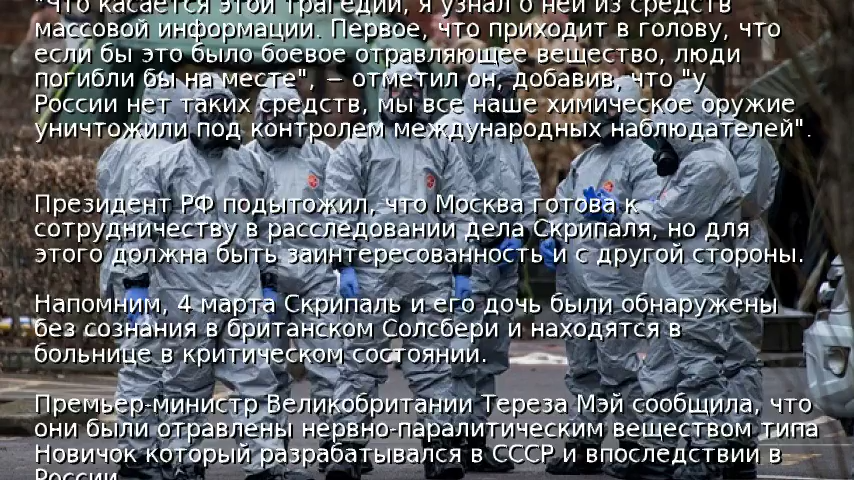 "Что касается этой трагедии, я узнал о ней из средств
массовой информации. Первое, что приходит в голову, что
если бы это было боевое отравляющее вещество, люди
погибли бы на месте", — отметил он, добавив, что "у
России нет таких средств, мы все наше химическое оружие
уничтожили под контролем международных наблюдателей".
Президент РФ подытожил, что Москва готова к
сотрудничеству в расследовании дела Скрипаля, но для
этого должна быть заинтересованность и с другой стороны.
Напомним, 4 марта Скрипаль и его дочь были обнаружены
без сознания в британском Солсбери и находятся в
больнице в критическом состоянии.
Премьер-министр Великобритании Тереза Мэй сообщила, что
они были отравлены нервно-паралитическим веществом типа
Новичок который разрабатывался в СССР и впоследствии в
России